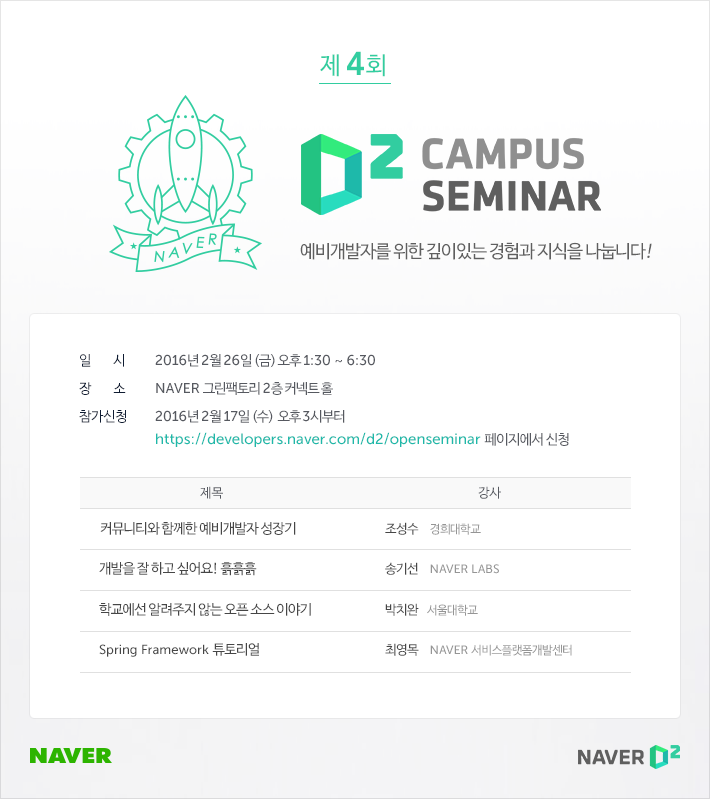 제 4회
D2 CAMPUS
SEMINAR
NAVER
예비개발자를 위한 깊이있는 경험과 지식을 나눕니다!
일 시 2016년 2월 26일 (금) 오후 1:30 ~ 6:30
장 소 NAVER 그린팩토리 2층 커넥트 홀
참가신청 2016년 2월 17일 (수) 오후 3시부터
https://developers.naver.com/d2/openseminar 페이지에서 신청
제목 강사
커뮤니티와 함께한 예비개발자 성장기 조성수 경희대학교
개발을 잘 하고 싶어요! 흙흙흙 송기선 NAVER LABS
학교에선 알려주지 않는 오픈 소스 이야기 박치완 서울대학교
Spring Framework 튜토리얼 최영목 NAVER 서비스플랫폼개발센터
NAVER NAVER D2